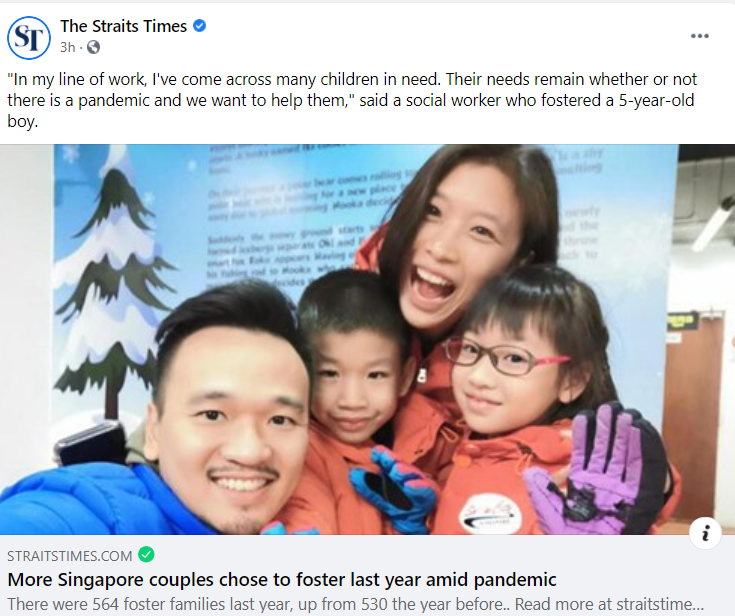 ST
The Straits Times
3h ·
"In my line of work, I've come across many children in need. Their needs remain whether or not
there is a pandemic and we want to help them," said a social worker who fostered a 5-year-old
boy.
STRAITSTIMES.COM
More Singapore couples chose to foster last year amid pandemic
There were 564 foster families last year, up from 530 the year before.. Read more at straitstime...